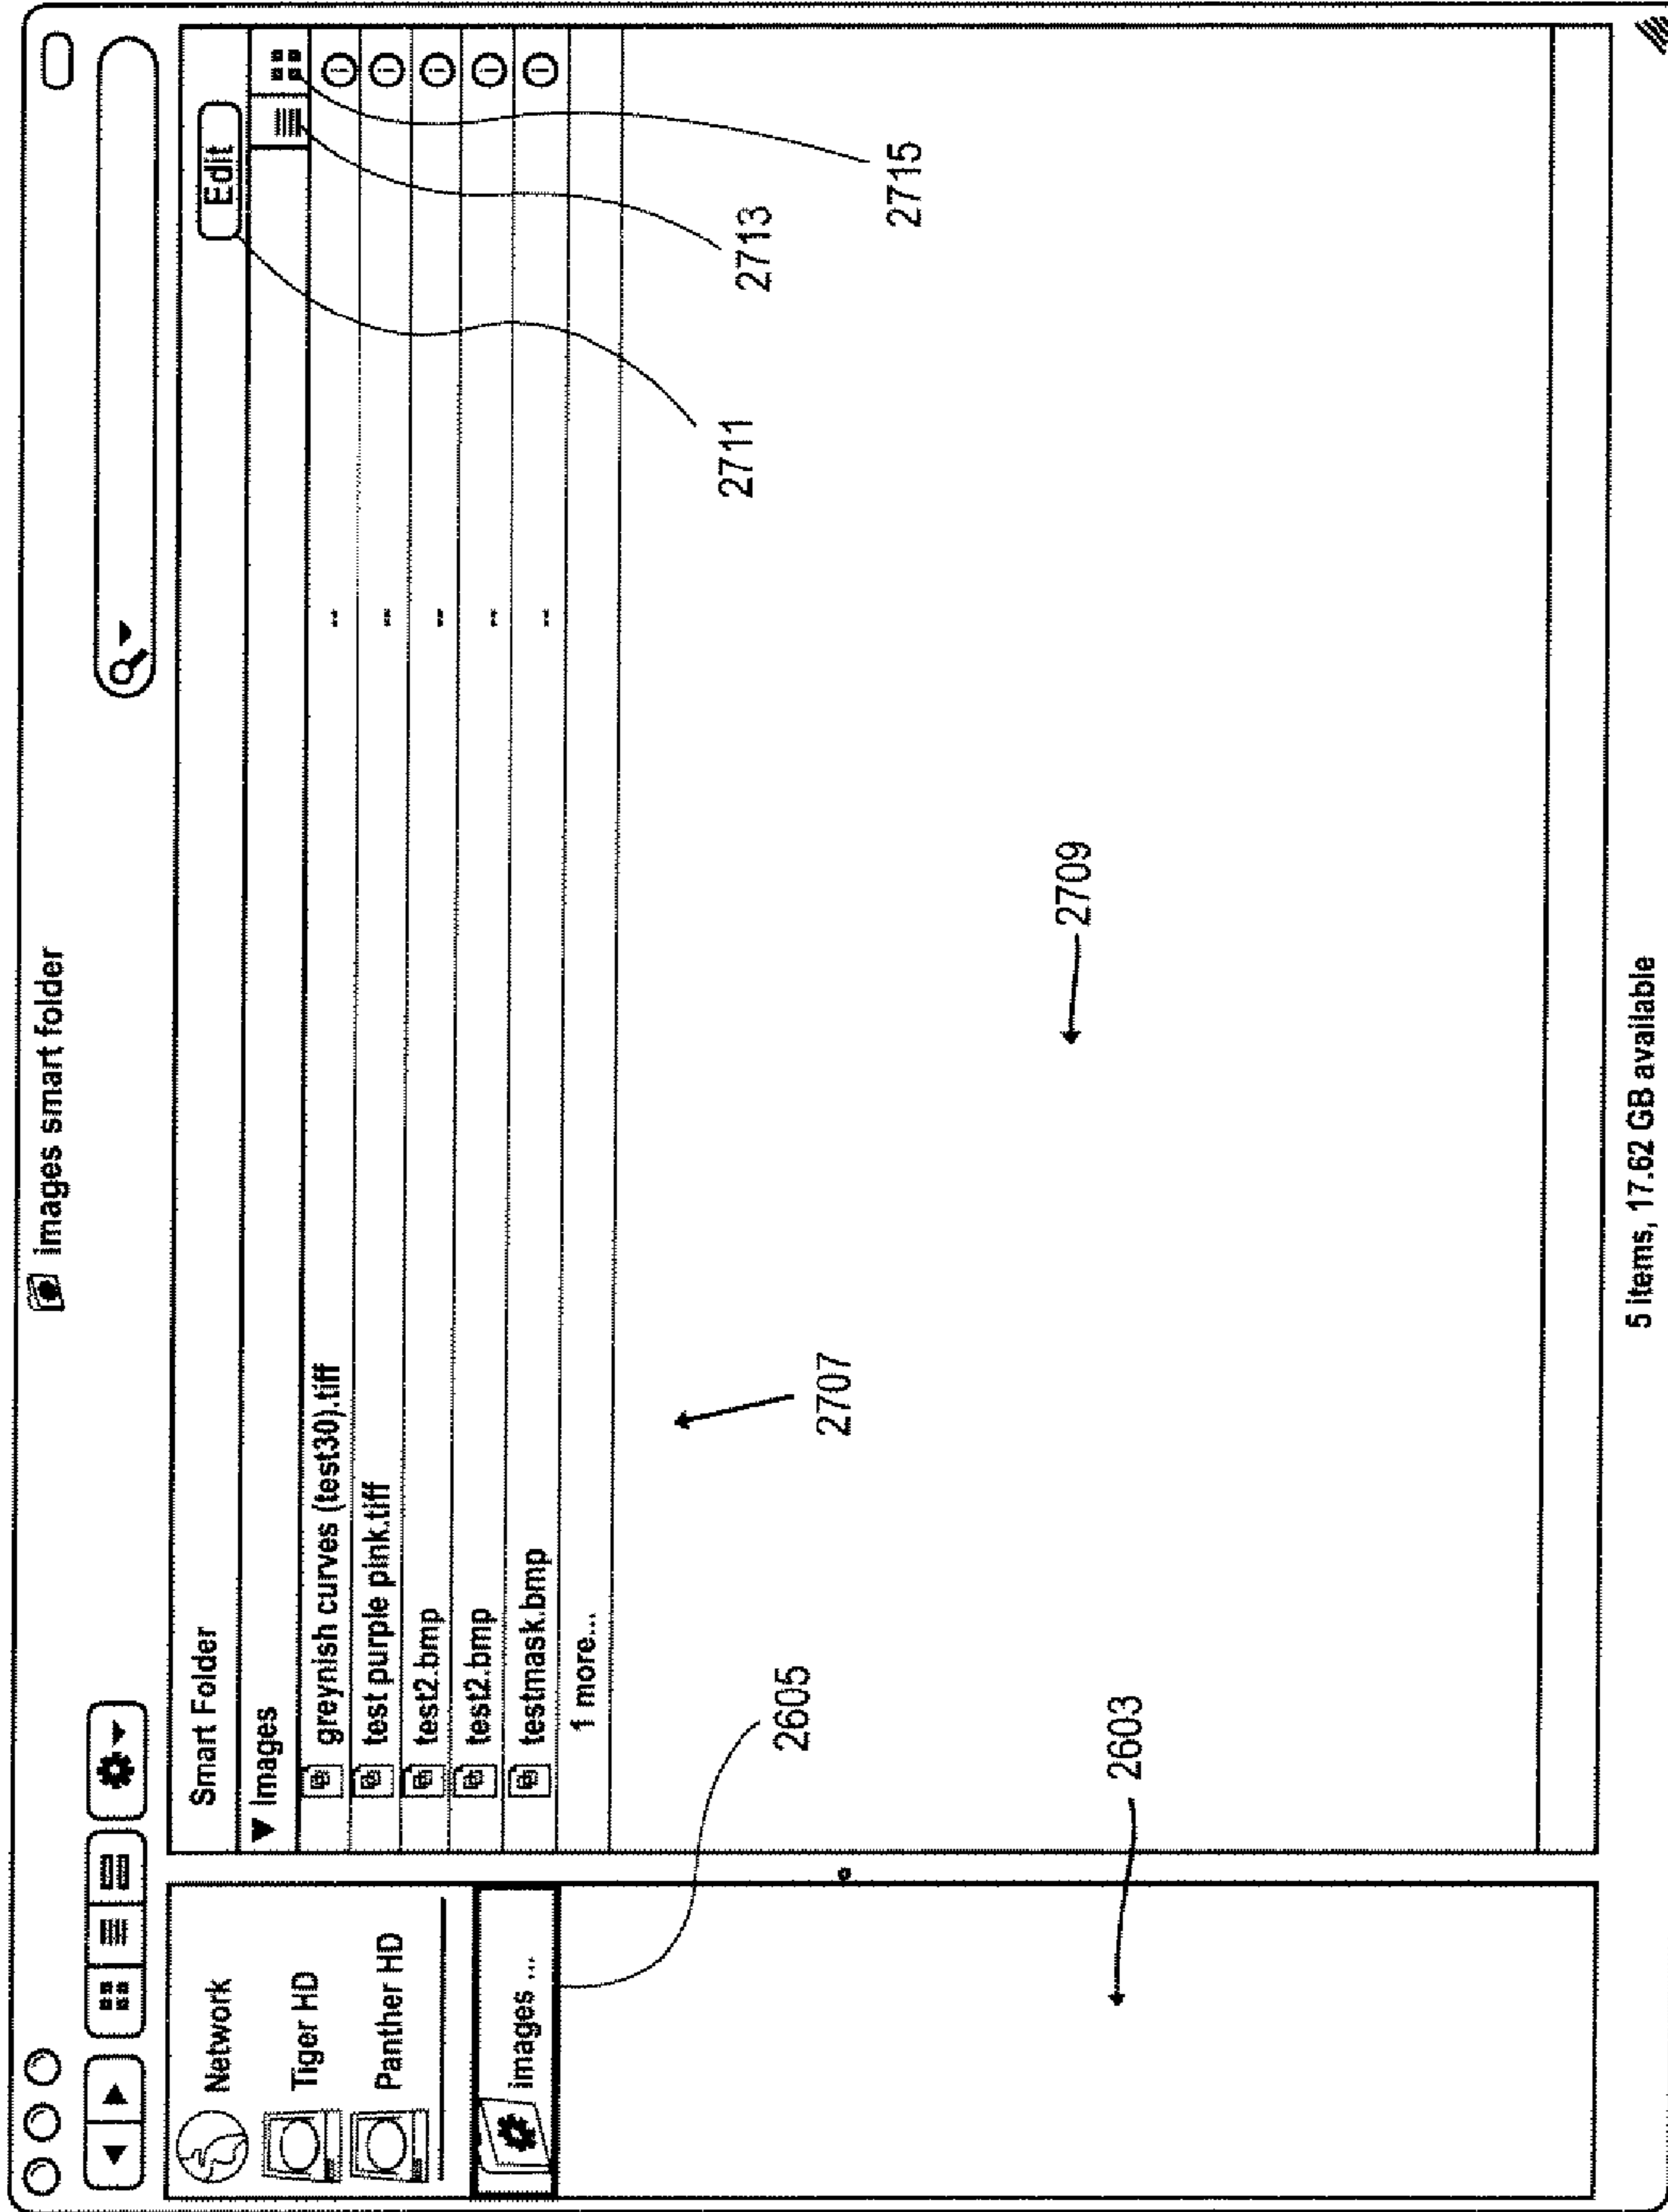 images smart folder
Network
Tiger HD
Panther HD
images ...
Smart Folder
Edit
Images
greynish curves (test30).tiff
--
test purple pink.tiff
--
test2.bmp
--
test2.bmp
--
testmask.bmp
--
1 more...
2711
2713
2715
2707
2709
2605
2603
5 items, 17.62 GB available